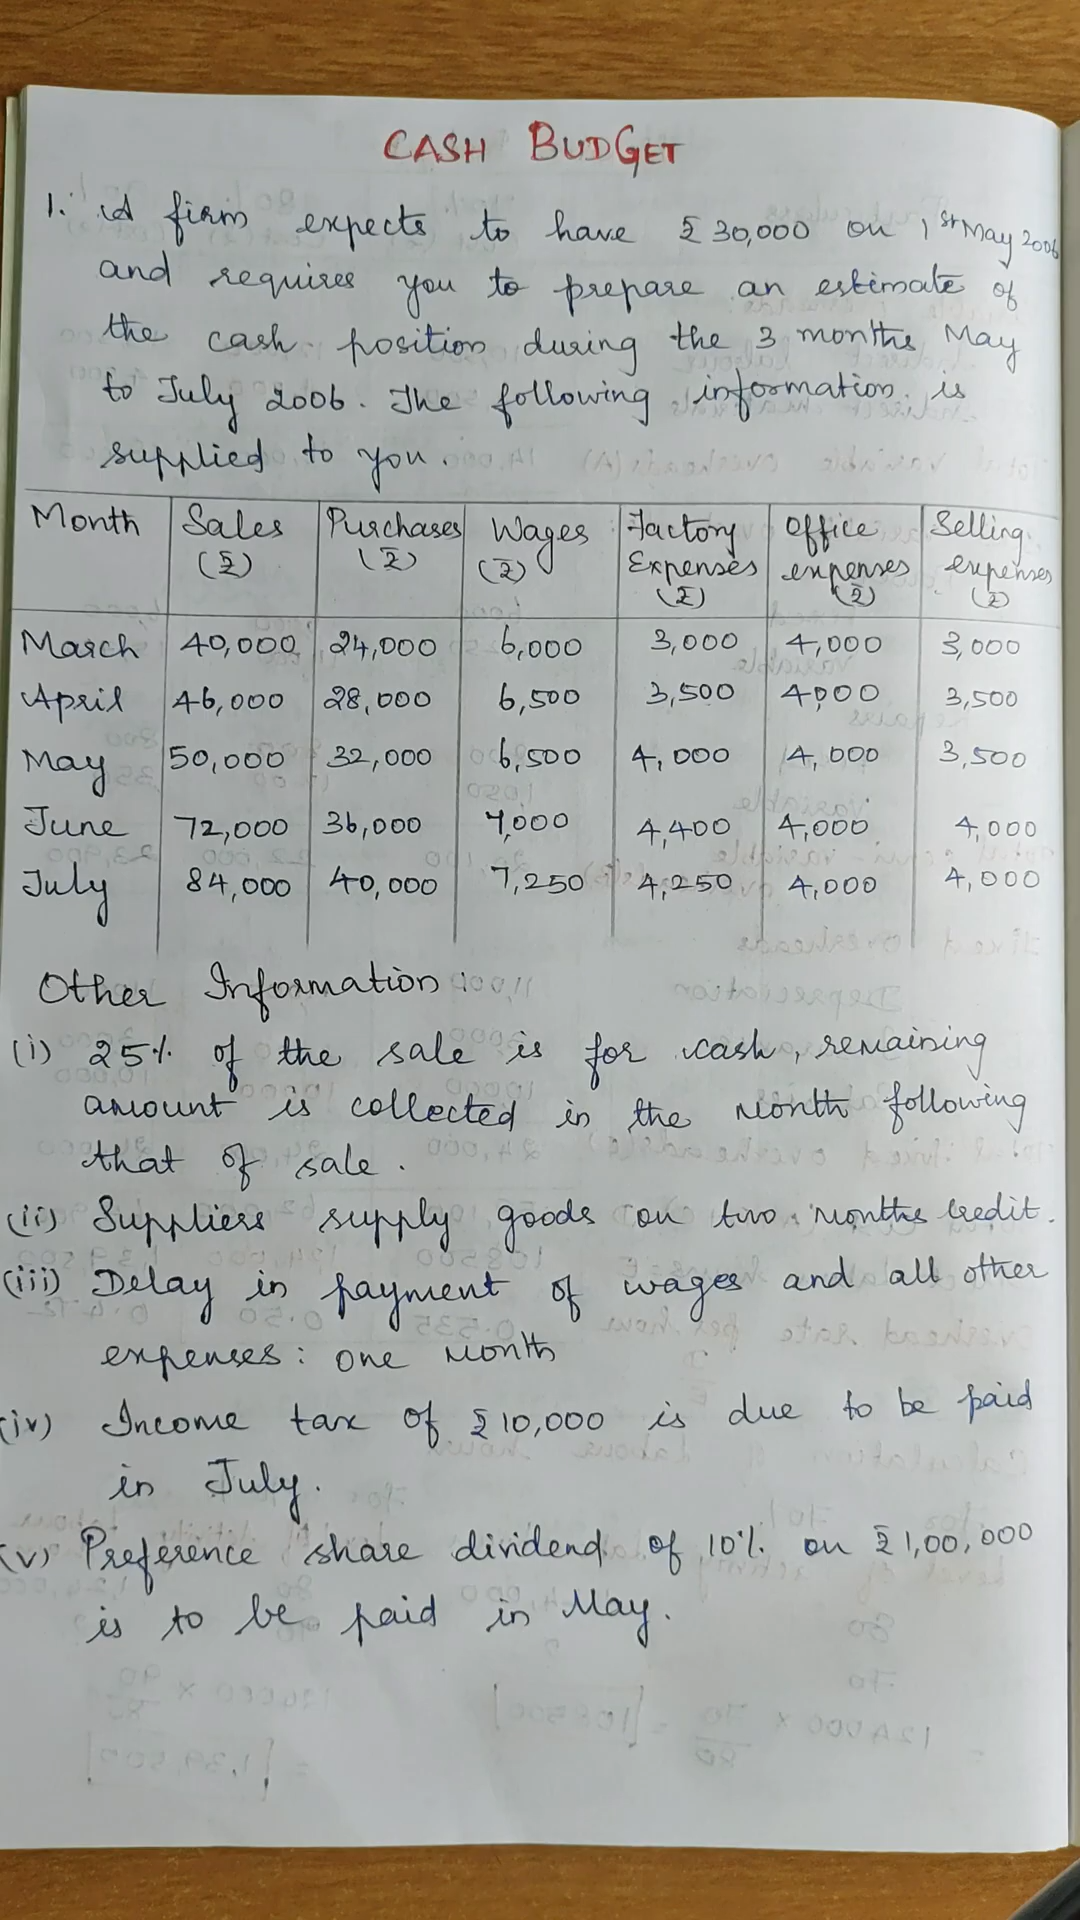 CASH BUDGET
1. A firm expects to have ₹ 30,000 on 1st May 2006
and requires you to prepare an estimate of
the cash position during the 3 months May
to July 2006. The following information is
supplied to you.
Month Sales (₹) Purchases (₹) Wages (₹) Factory Expenses (₹) Office expenses (₹) Selling expenses (₹)
March 40,000 24,000 6,000 3,000 4,000 3,000
April 46,000 28,000 6,500 3,500 4000 3,500
May 50,000 32,000 6,500 4,000 4,000 3,500
June 72,000 36,000 7,000 4,400 4,000 4,000
July 84,000 40,000 7,250 4,250 4,000 4,000
Other Information:
(i) 25% of the sale is for cash, remaining
amount is collected in the month following
that of sale.
(ii) Suppliers supply goods on two months credit.
(iii) Delay in payment of wages and all other
expenses: one month
(iv) Income tax of ₹ 10,000 is due to be paid
in July.
(v) Preference share dividend of 10% on ₹ 1,00,000
is to be paid in May.